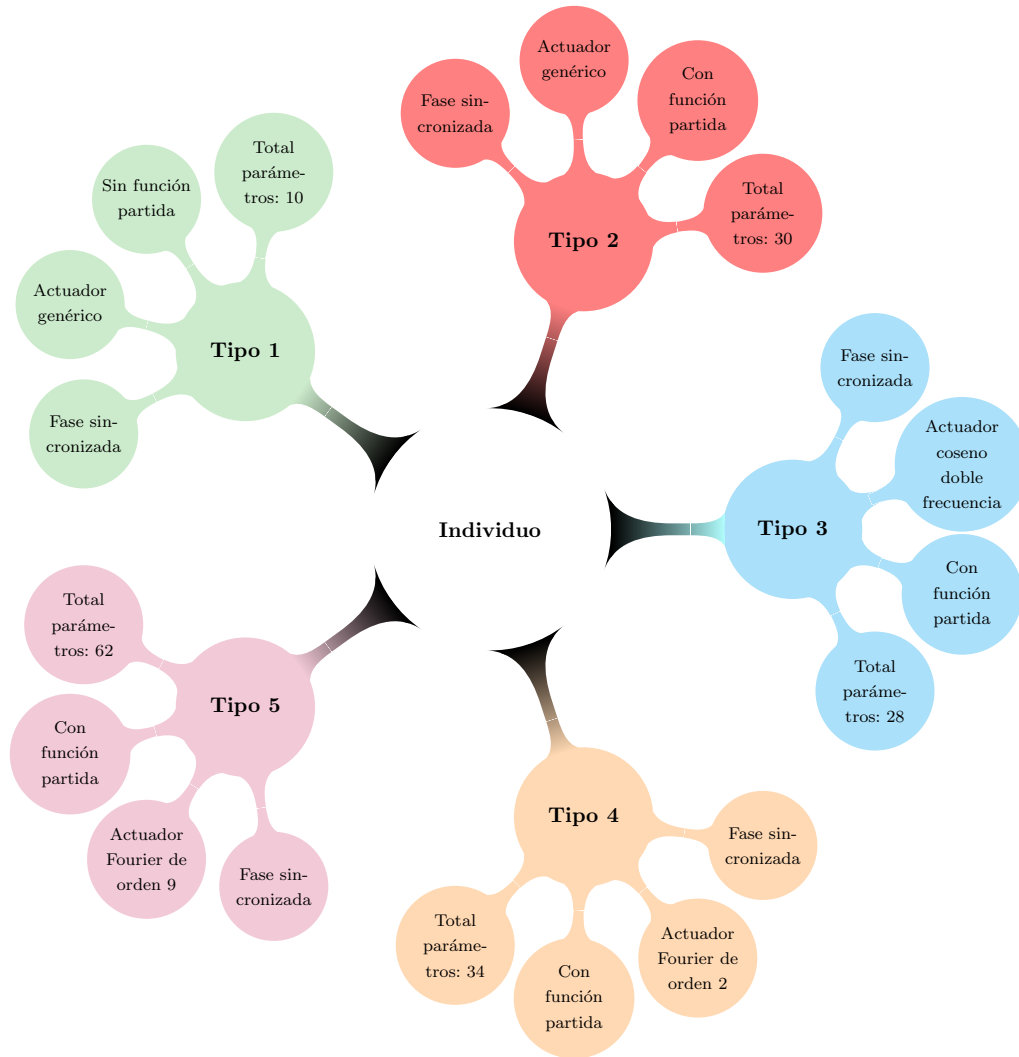 Individuo
Tipo 1
Fase sin-
cronizada
Actuador
genérico
Sin función
partida
Total
paráme-
tros: 10
Tipo 2
Fase sin-
cronizada
Actuador
genérico
Con
función
partida
Total
paráme-
tros: 30
Tipo 3
Fase sin-
cronizada
Actuador
coseno
doble
frecuencia
Con
función
partida
Total
paráme-
tros: 28
Tipo 4
Fase sin-
cronizada
Actuador
Fourier de
orden 2
Con
función
partida
Total
paráme-
tros: 34
Tipo 5
Fase sin-
cronizada
Actuador
Fourier de
orden 9
Con
función
partida
Total
paráme-
tros: 62